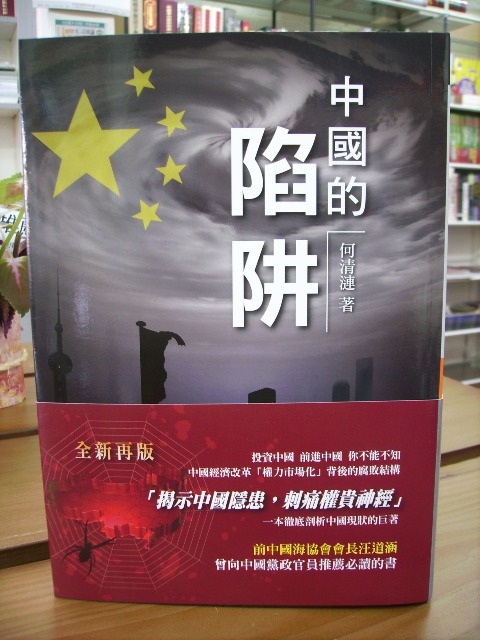 中國的
陷阱
何清漣 著
全新再版
投資中國 前進中國 你不能不知
中國經濟改革「權力市場化」背後的腐敗結構
「揭示中國隱患，刺痛權貴神經」
一本徹底剖析中國現狀的巨著
前中國海協會會長汪道涵
曾向中國黨政官員推薦必讀的書